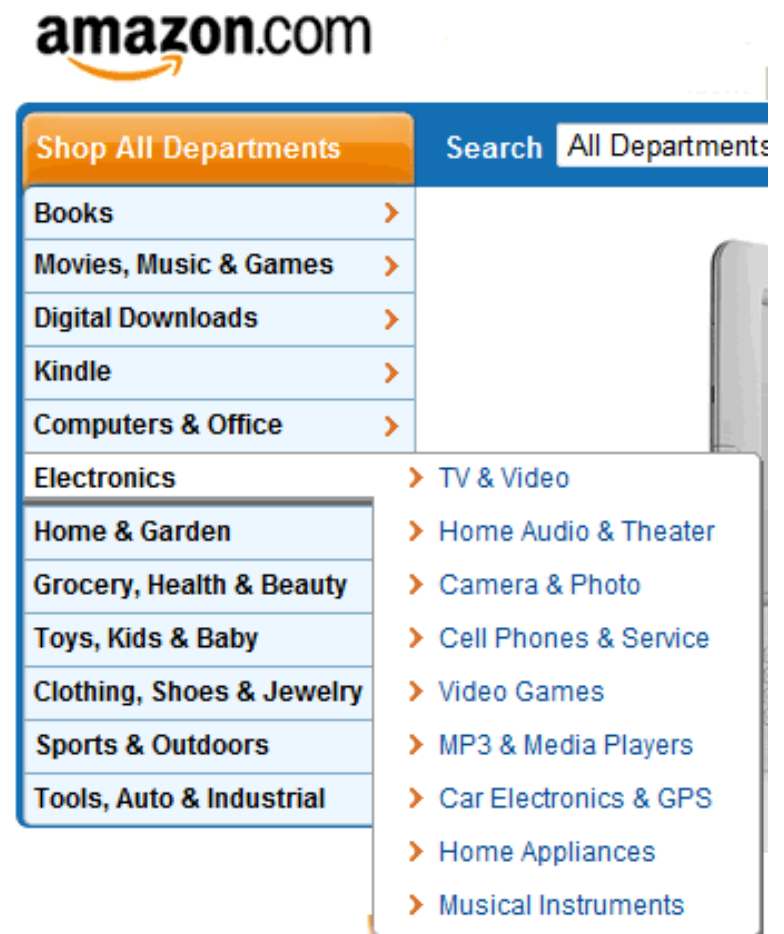 amazon.com
Shop All Departments
Search All Departments
Books
Movies, Music & Games
Digital Downloads
Kindle
Computers & Office
Electronics
Home & Garden
Grocery, Health & Beauty
Toys, Kids & Baby
Clothing, Shoes & Jewelry
Sports & Outdoors
Tools, Auto & Industrial
TV & Video
Home Audio & Theater
Camera & Photo
Cell Phones & Service
Video Games
MP3 & Media Players
Car Electronics & GPS
Home Appliances
Musical Instruments